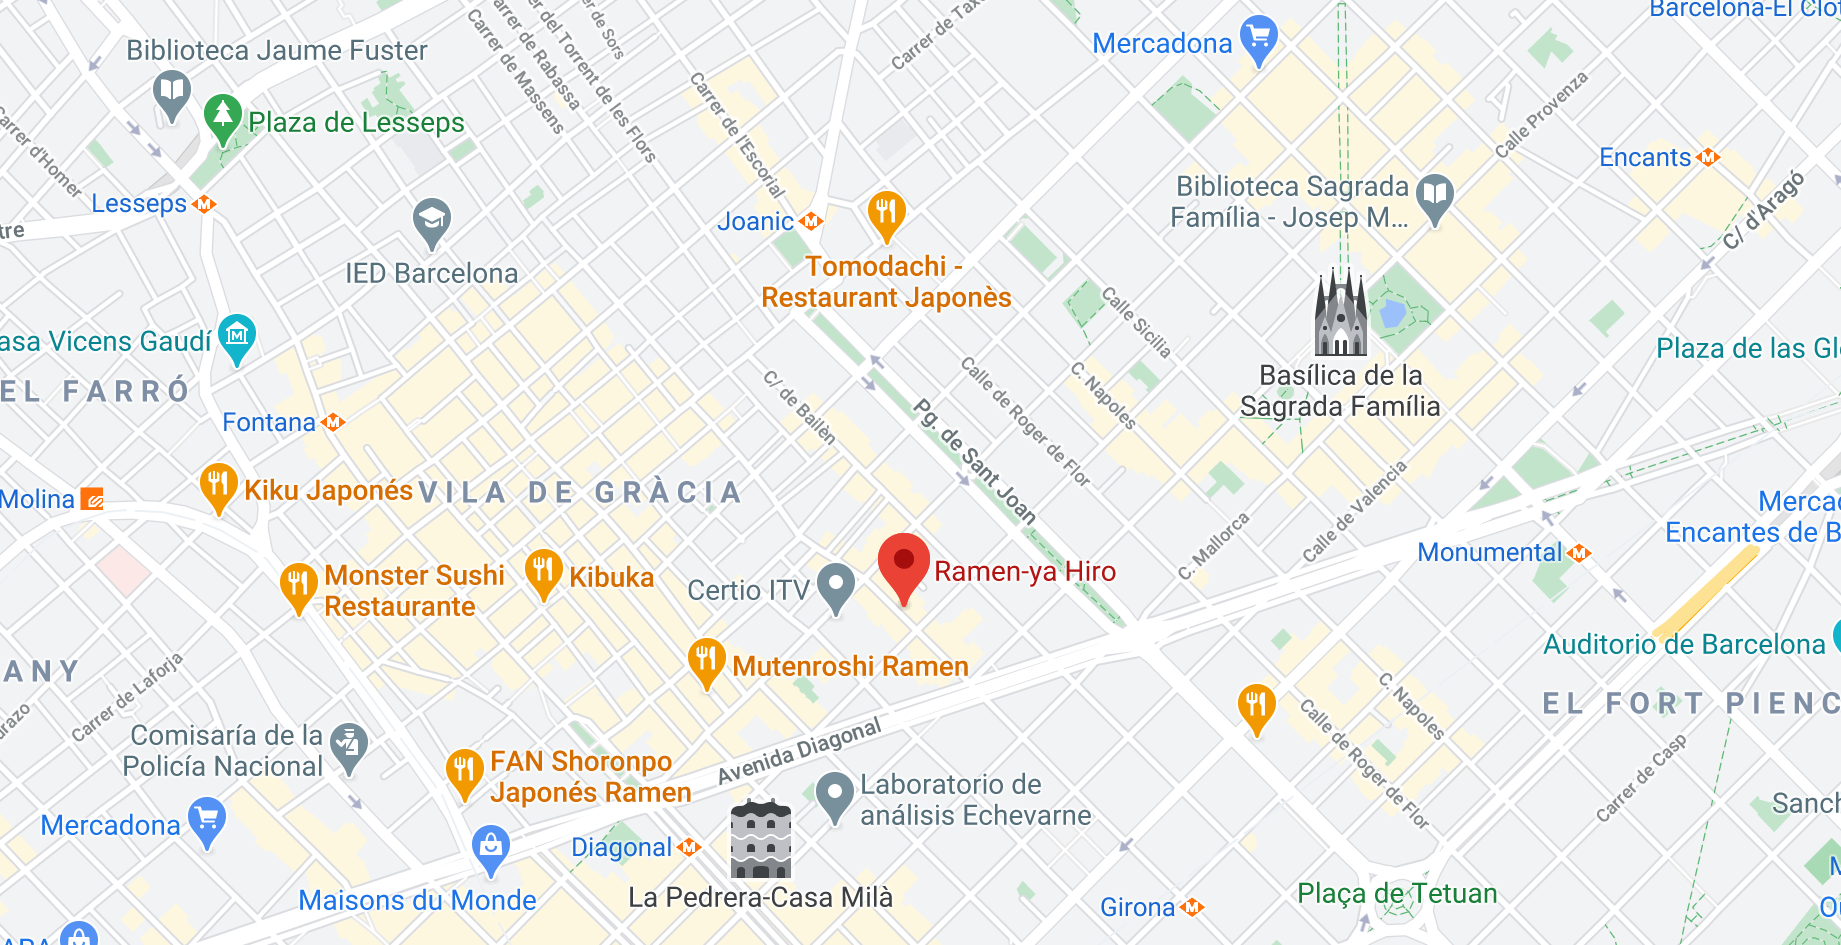 Barcelona-El Clot
Carrer de Sors
Carrer del Torrent de les Flors
Carrer de Rabassa
Carrer de Massens
Carrer de Taxo
Mercadona
Biblioteca Jaume Fuster
Plaza de Lesseps
Carrer d'Homer
Carrer de l'Escorial
Calle Provenza
Encants
Biblioteca Sagrada
Família - Josep M...
C/ d'Aragó
Lesseps
tre
Joanic
IED Barcelona
Tomodachi -
Restaurant Japonès
Calle Sicilia
asa Vicens Gaudí
Plaza de las Gl
EL FARRÓ
Basílica de la
Sagrada Família
C. Napoles
Calle de Roger de Flor
C/ de Bailèn
Fontana
Pg. de Sant Joan
Kiku Japonés
VILA DE GRÀCIA
Molina
Calle de Valencia
C. Mallorca
Mercad
Encantes de B
Monumental
Ramen-ya Hiro
Certio ITV
Monster Sushi
Restaurante
Kibuka
Auditorio de Barcelona
Mutenroshi Ramen
ANY
Carrer de Laforja
EL FORT PIENC
C. Napoles
Calle de Roger de Flor
Carrer de Casp
Comisaría de la
Policía Nacional
Avenida Diagonal
FAN Shoronpo
Japonés Ramen
Laboratorio de
análisis Echevarne
Sanch
Mercadona
Diagonal
Maisons du Monde
La Pedrera-Casa Milà
Girona
Plaça de Tetuan